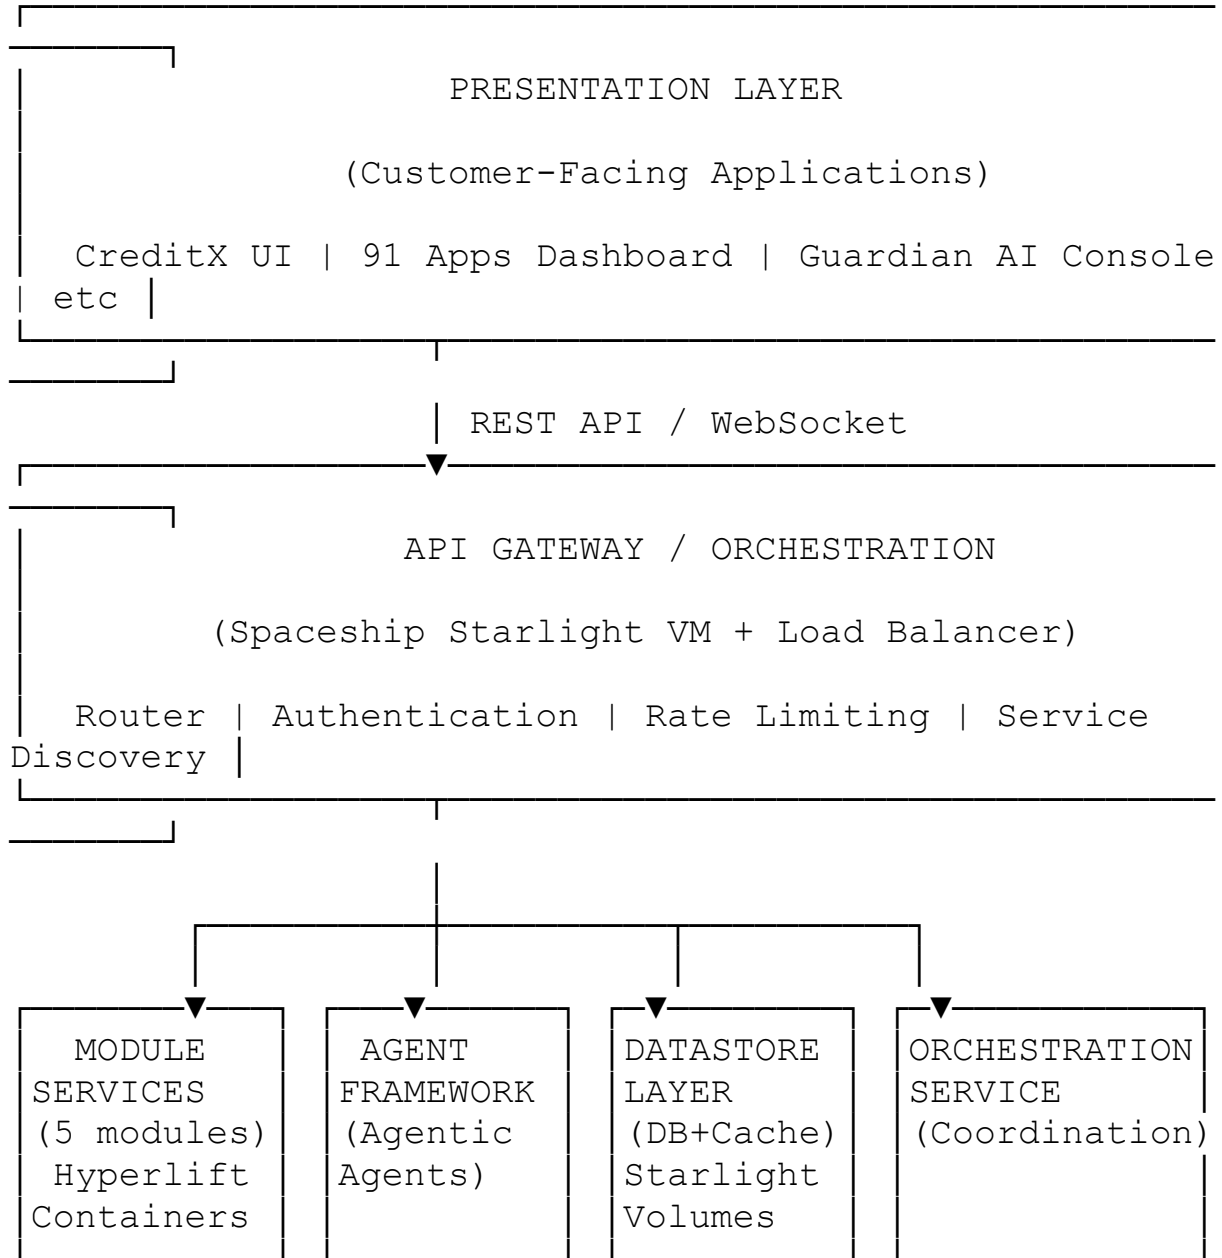 PRESENTATION LAYER
(Customer-Facing Applications)
CreditX UI | 91 Apps Dashboard | Guardian AI Console
| etc
REST API / WebSocket
API GATEWAY / ORCHESTRATION
(Spaceship Starlight VM + Load Balancer)
Router | Authentication | Rate Limiting | Service
Discovery
MODULE
SERVICES
(5 modules)
Hyperlift
Containers
AGENT
FRAMEWORK
(Agentic
Agents)
DATASTORE
LAYER
(DB+Cache)
Starlight
Volumes
ORCHESTRATION
SERVICE
(Coordination)